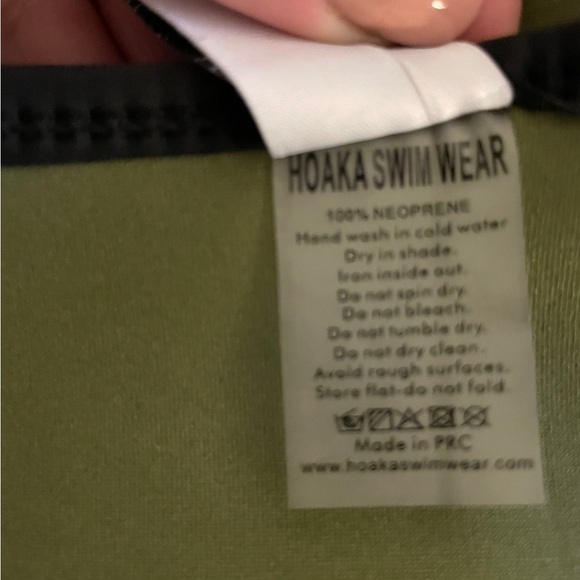 HOAKA SWIM WEAR
100% NEOPRENE
Hand wash in cold water
Dry in shade.
Iron inside out.
Do not spin dry.
Do not bleach.
Do not tumble dry.
Do not dry clean.
Avoid rough surfaces.
Store flat-do not fold.
Made in PRC
www.hoakaswimwear.com